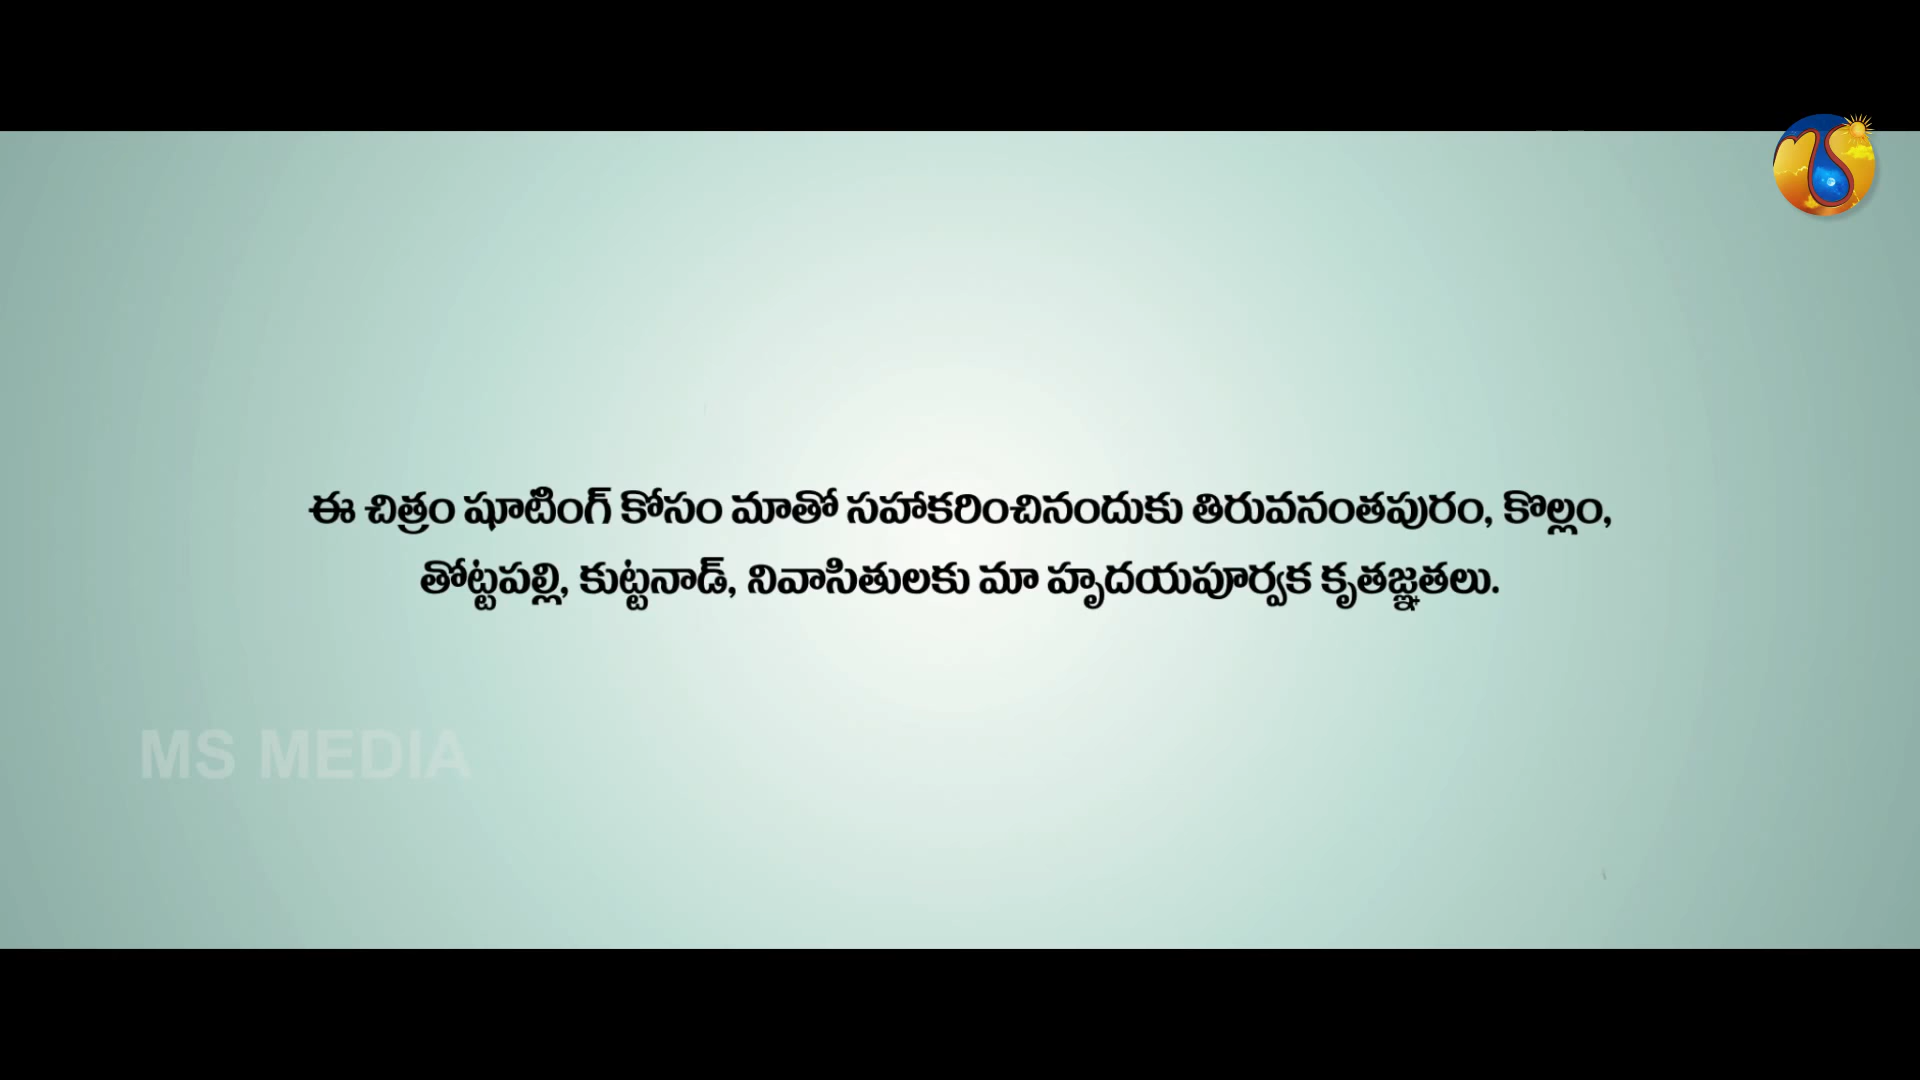 ఈ చిత్రం షూటింగ్ కోసం మాతో సహకరించినందుకు తిరువనంతపురం, కొల్లం,
తోట్టపల్లి, కుట్టనాడ్, నివాసితులకు మా హృదయపూర్వక కృతజ్ఞతలు.
MS MEDIA